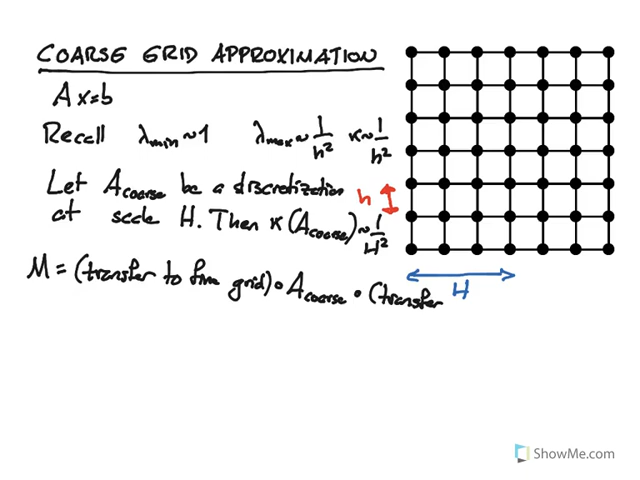 COARSE GRID APPROXIMATION
A x = b
Recall λmin ~ 1 λmax ~ 1/h² κ ~ 1/h²
Let Acoarse be a discretization
h
at scale H. Then κ (Acoarse) ~ 1/H²
M = (transfer to fine grid) • Acoarse • (transfer
H
ShowMe.com